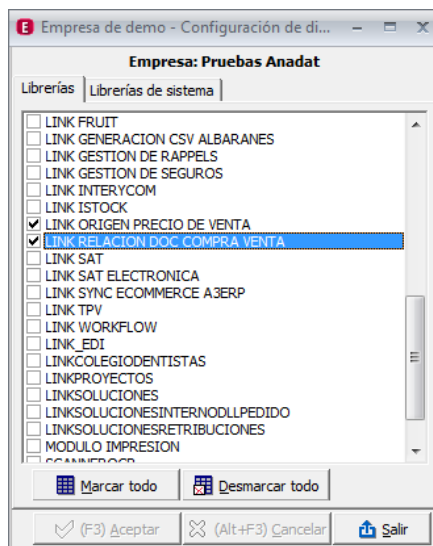 Empresa de demo - Configuración de di...
Empresa: Pruebas Anadat
Librerías
Librerías de sistema
LINK FRUIT
LINK GENERACION CSV ALBARANES
LINK GESTION DE RAPPELS
LINK GESTION DE SEGUROS
LINK INTERYCOM
LINK ISTOCK
LINK ORIGEN PRECIO DE VENTA
LINK RELACION DOC COMPRA VENTA
LINK SAT
LINK SAT ELECTRONICA
LINK SYNC ECOMMERCE A3ERP
LINK TPV
LINK WORKFLOW
LINK_EDI
LINKCOLEGIODENTISTAS
LINKPROYECTOS
LINKSOLUCIONES
LINKSOLUCIONESINTERNODLLPEDIDO
LINKSOLUCIONESRETRIBUCIONES
MODULO IMPRESION
SCANNEROCR
Marcar todo
Desmarcar todo
(F3) Aceptar
(Alt+F3) Cancelar
Salir